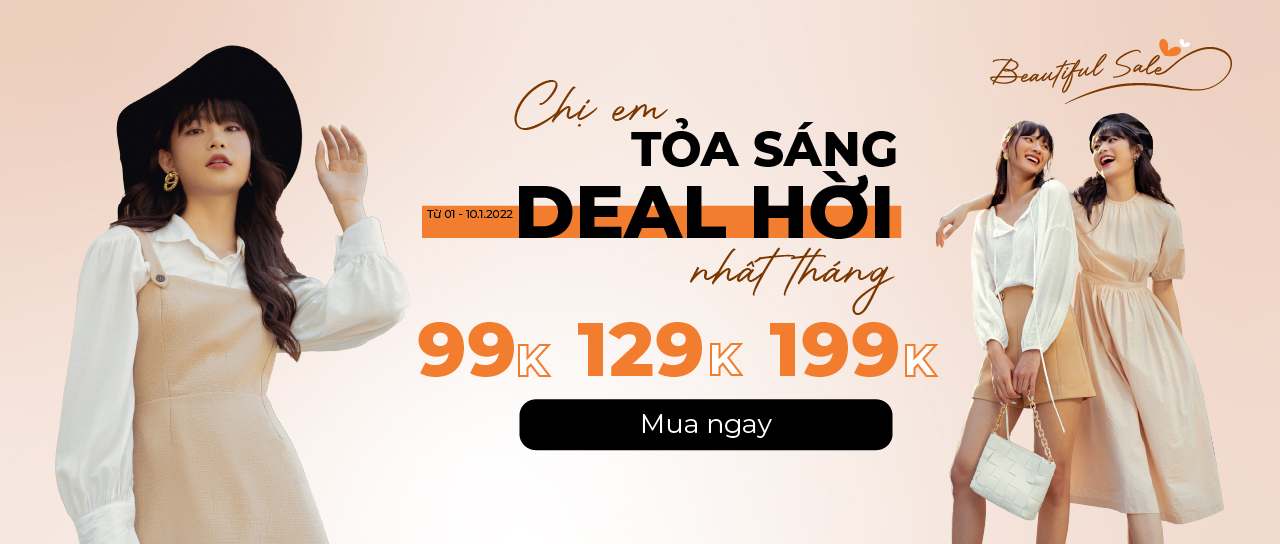 Beautiful Sale
Chị em
TỎA SÁNG
Từ 01 - 10.1.2022
DEAL HỜI
nhất tháng
99K 129K 199K
Mua ngay